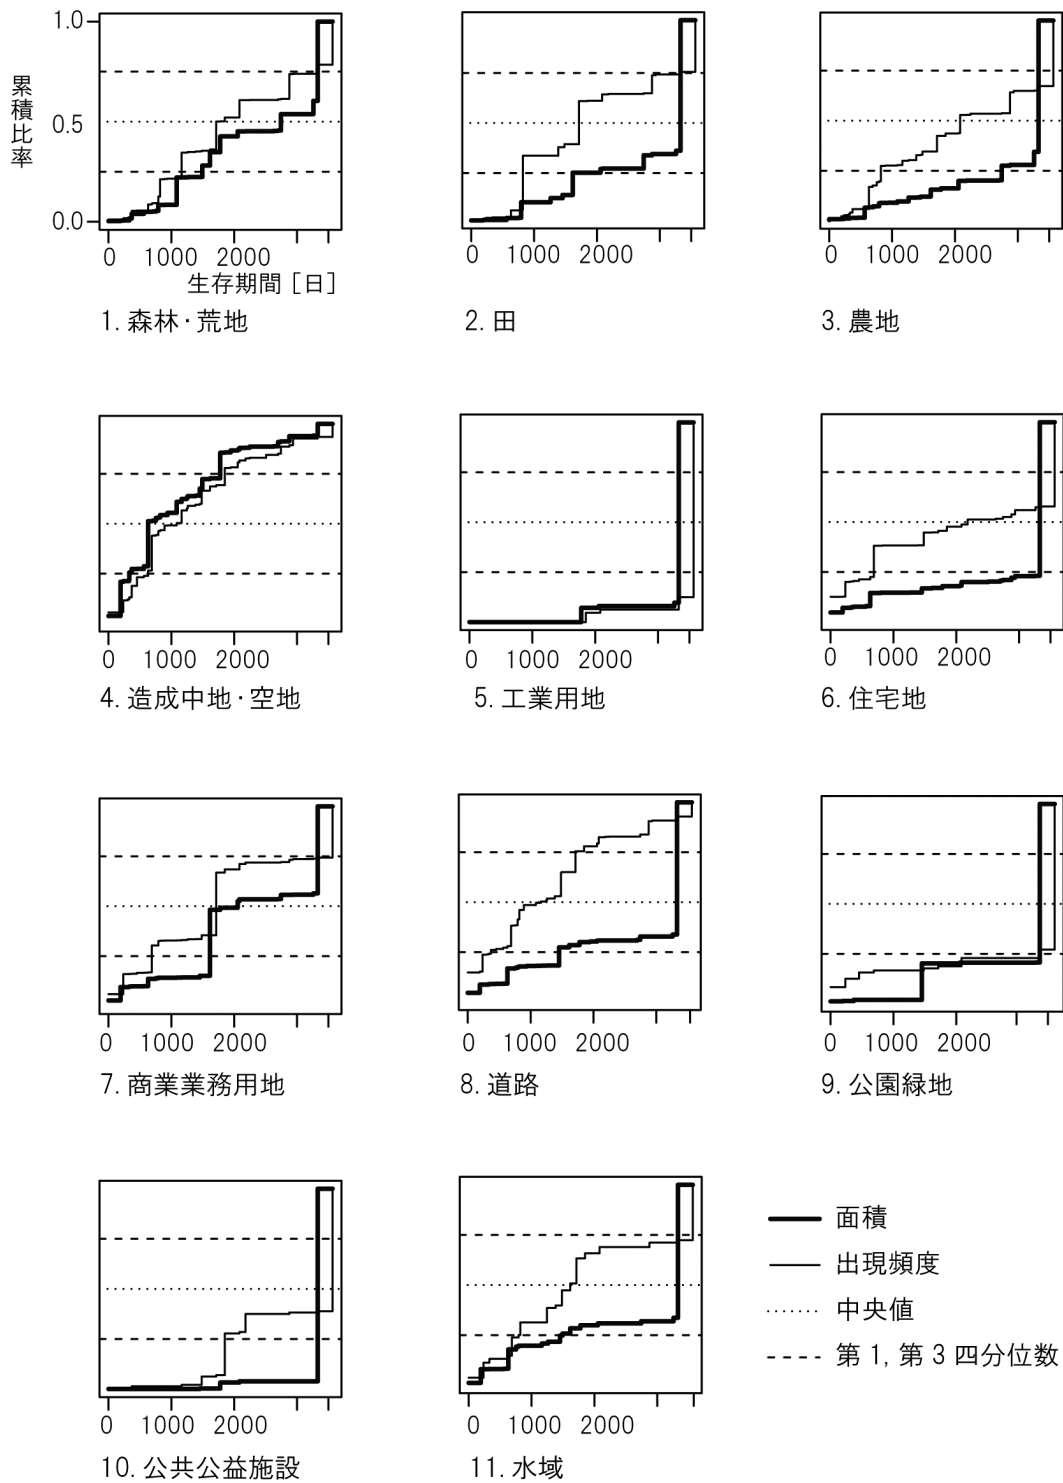 1.0
累積比率
0.5
0.0
0 1000 2000
生存期間［日］
1. 森林・荒地
0 1000 2000
2. 田
0 1000 2000
3. 農地
0 1000 2000
4. 造成中地・空地
0 1000 2000
5. 工業用地
0 1000 2000
6. 住宅地
0 1000 2000
7. 商業業務用地
0 1000 2000
8. 道路
0 1000 2000
9. 公園緑地
0 1000 2000
10. 公共公益施設
0 1000 2000
11. 水域
面積
出現頻度
中央値
第 1, 第 3 四分位数